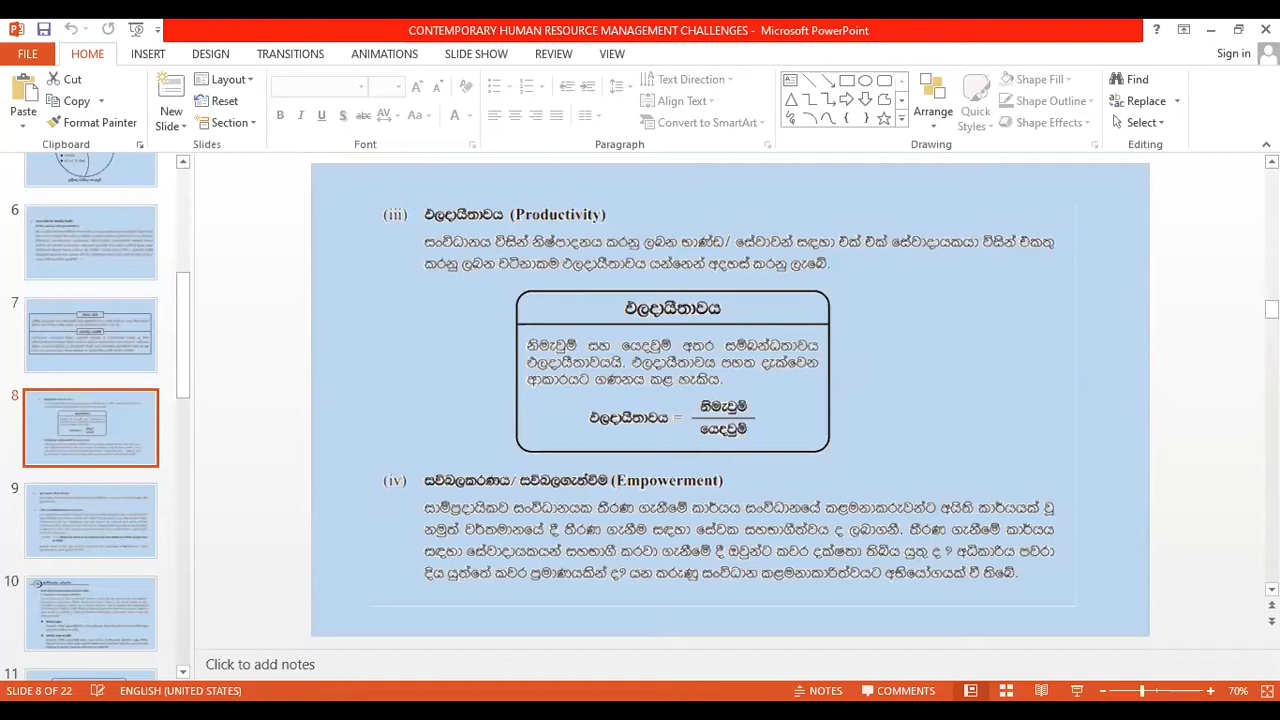 CONTEMPORARY HUMAN RESOURCE MANAGEMENT CHALLENGES - Microsoft PowerPoint
FILE HOME INSERT DESIGN TRANSITIONS ANIMATIONS SLIDE SHOW REVIEW VIEW Sign in
Paste
Cut
Copy
Format Painter
Clipboard
New Slide
Layout
Reset
Section
Slides
Font
Text Direction
Align Text
Convert to SmartArt
Paragraph
Arrange
Quick Styles
Shape Fill
Shape Outline
Shape Effects
Drawing
Find
Replace
Select
Editing
6
7
8
9
10
11
(iii) ඵලදායීතාවය (Productivity)
සංවිධානය විසින් නිෂ්පාදනය කරනු ලබන භාණ්ඩ/ සේවාවන් සඳහා එක් එක් සේවාදායකයා විසින් එකතු
කරනු ලබන වටිනාකම ඵලදායීතාවය යන්නෙන් අදහස් කරනු ලැබේ.
ඵලදායීතාවය
නිමැවුම් සහ යෙදවුම් අතර සම්බන්ධතාවය
ඵලදායීතාවයයි. ඵලදායීතාවය පහත දැක්වෙන
ආකාරයට ගණනය කළ හැකිය.
ඵලදායීතාවය = නිමැවුම්
යෙදවුම්
(iv) සවිබලකරණය/ සවිබලගැන්වීම (Empowerment)
සාම්ප්‍රදායිකව සංවිධානයක තීරණ ගැනීමේ කාර්යය සංවිධානයේ කළමනාකරුවන්ට අයිති කාර්යයක් වූ
නමුත් වර්තමානයේ දී තීරණ ගැනීම සඳහා සේවාදායකයන්ගේ සහභාගීත්වය ලබාගනී. තීරණ ගැනීමේ කාර්යය
සඳහා සේවාදායකයන් සහභාගී කරවා ගැනීමේ දී ඔවුන්ට කවර දක්ෂතා තිබිය යුතු ද ? අධිකාරිය පවරා
දිය යුත්තේ කවර ප්‍රමාණයකින් ද? යන කරුණු සංවිධාන කළමනාකාරීත්වයට අභියෝගයක් වී තිබේ.
Click to add notes
SLIDE 8 OF 22 ENGLISH (UNITED STATES) NOTES COMMENTS 70%